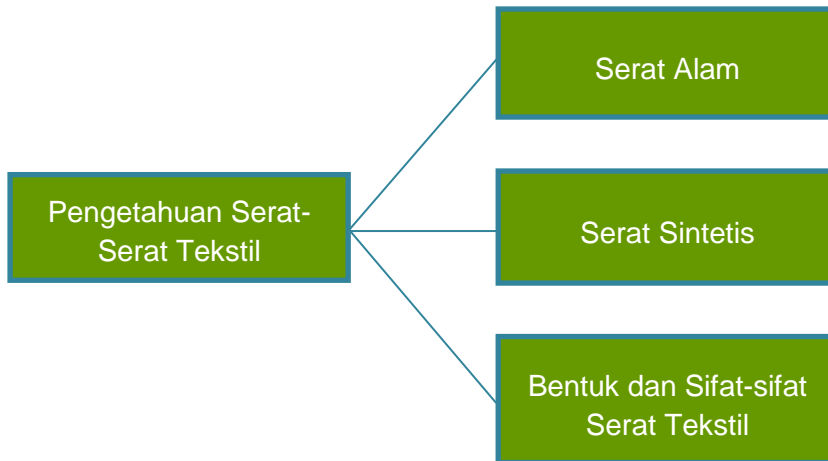 Serat Alam
Pengetahuan Serat-
Serat Tekstil
Serat Sintetis
Bentuk dan Sifat-sifat
Serat Tekstil